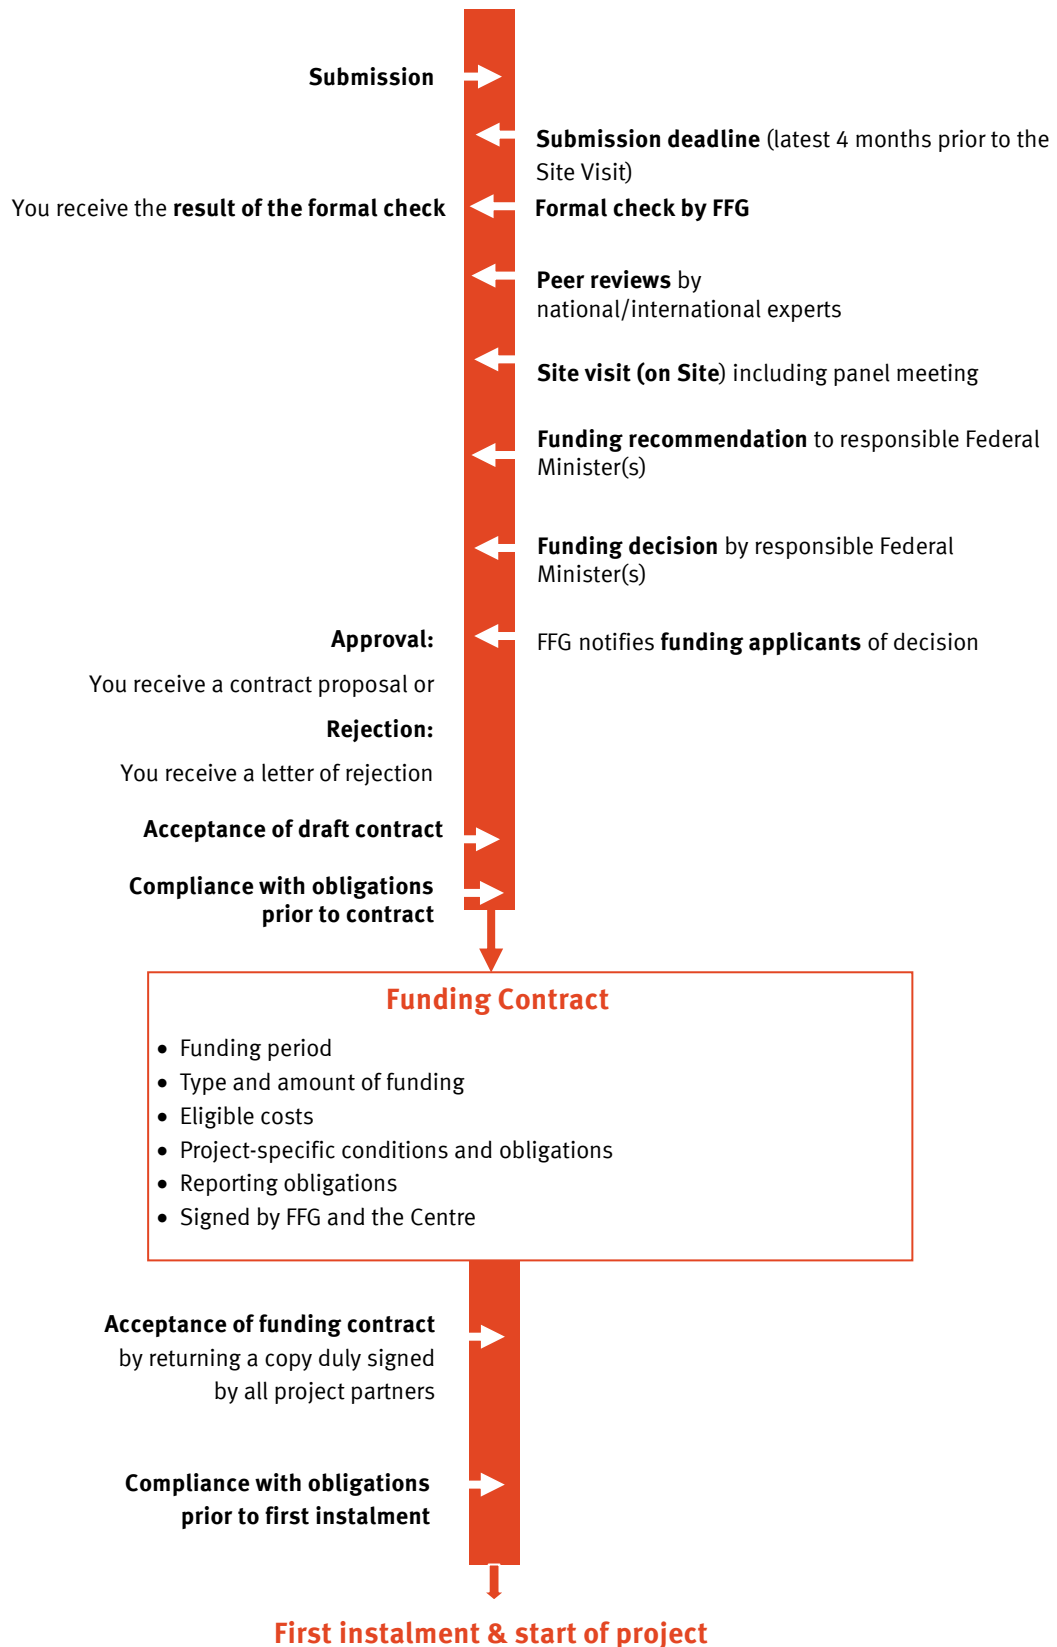 Submission
Submission deadline (latest 4 months prior to the
Site Visit)
You receive the result of the formal check
Formal check by FFG
Peer reviews by
national/international experts
Site visit (on Site) including panel meeting
Funding recommendation to responsible Federal
Minister(s)
Funding decision by responsible Federal
Minister(s)
Approval:
FFG notifies funding applicants of decision
You receive a contract proposal or
Rejection:
You receive a letter of rejection
Acceptance of draft contract
Compliance with obligations
prior to contract
Funding Contract
• Funding period
• Type and amount of funding
• Eligible costs
• Project-specific conditions and obligations
• Reporting obligations
• Signed by FFG and the Centre
Acceptance of funding contract
by returning a copy duly signed
by all project partners
Compliance with obligations
prior to first instalment
First instalment & start of project